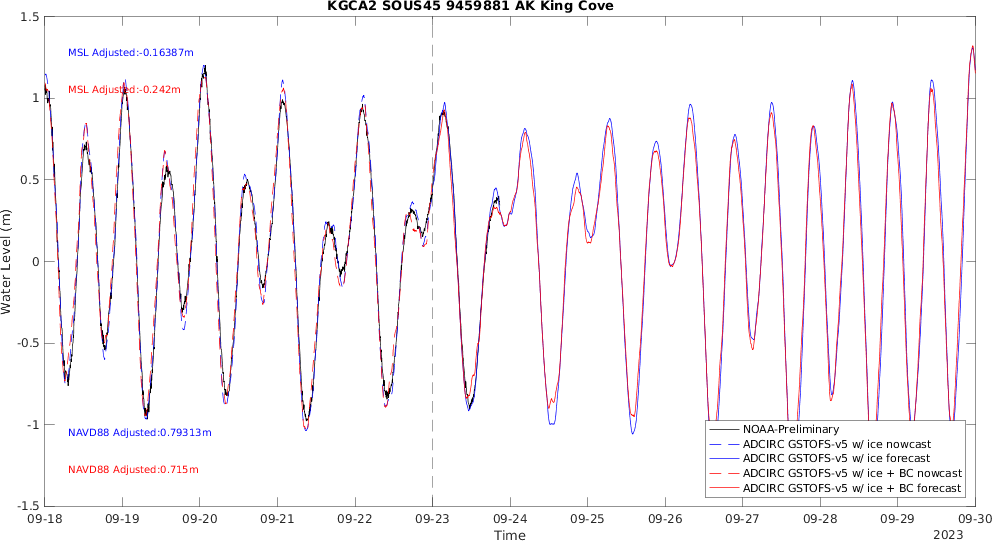 KGCA2 SOUS45 9459881 AK King Cove
1.5
1
0.5
0
-0.5
-1
-1.5
Water Level (m)
MSL Adjusted:-0.16387m
MSL Adjusted:-0.242m
NAVD88 Adjusted:0.79313m
NAVD88 Adjusted:0.715m
NOAA-Preliminary
ADCIRC GSTOFS-v5 w/ ice nowcast
ADCIRC GSTOFS-v5 w/ ice forecast
ADCIRC GSTOFS-v5 w/ ice + BC nowcast
ADCIRC GSTOFS-v5 w/ ice + BC forecast
09-18 09-19 09-20 09-21 09-22 09-23 09-24 09-25 09-26 09-27 09-28 09-29 09-30
Time
2023